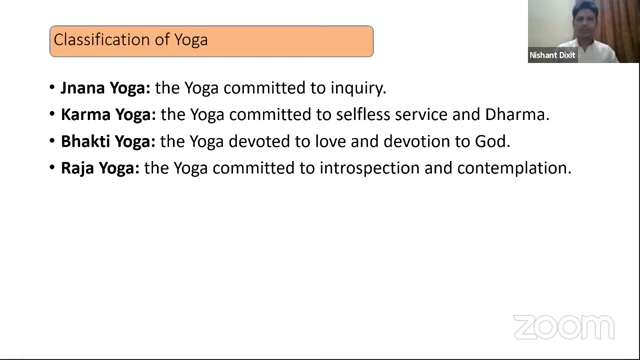 Classification of Yoga
Nishant Dixit
• Jnana Yoga: the Yoga committed to inquiry.
• Karma Yoga: the Yoga committed to selfless service and Dharma.
• Bhakti Yoga: the Yoga devoted to love and devotion to God.
• Raja Yoga: the Yoga committed to introspection and contemplation.
zoom